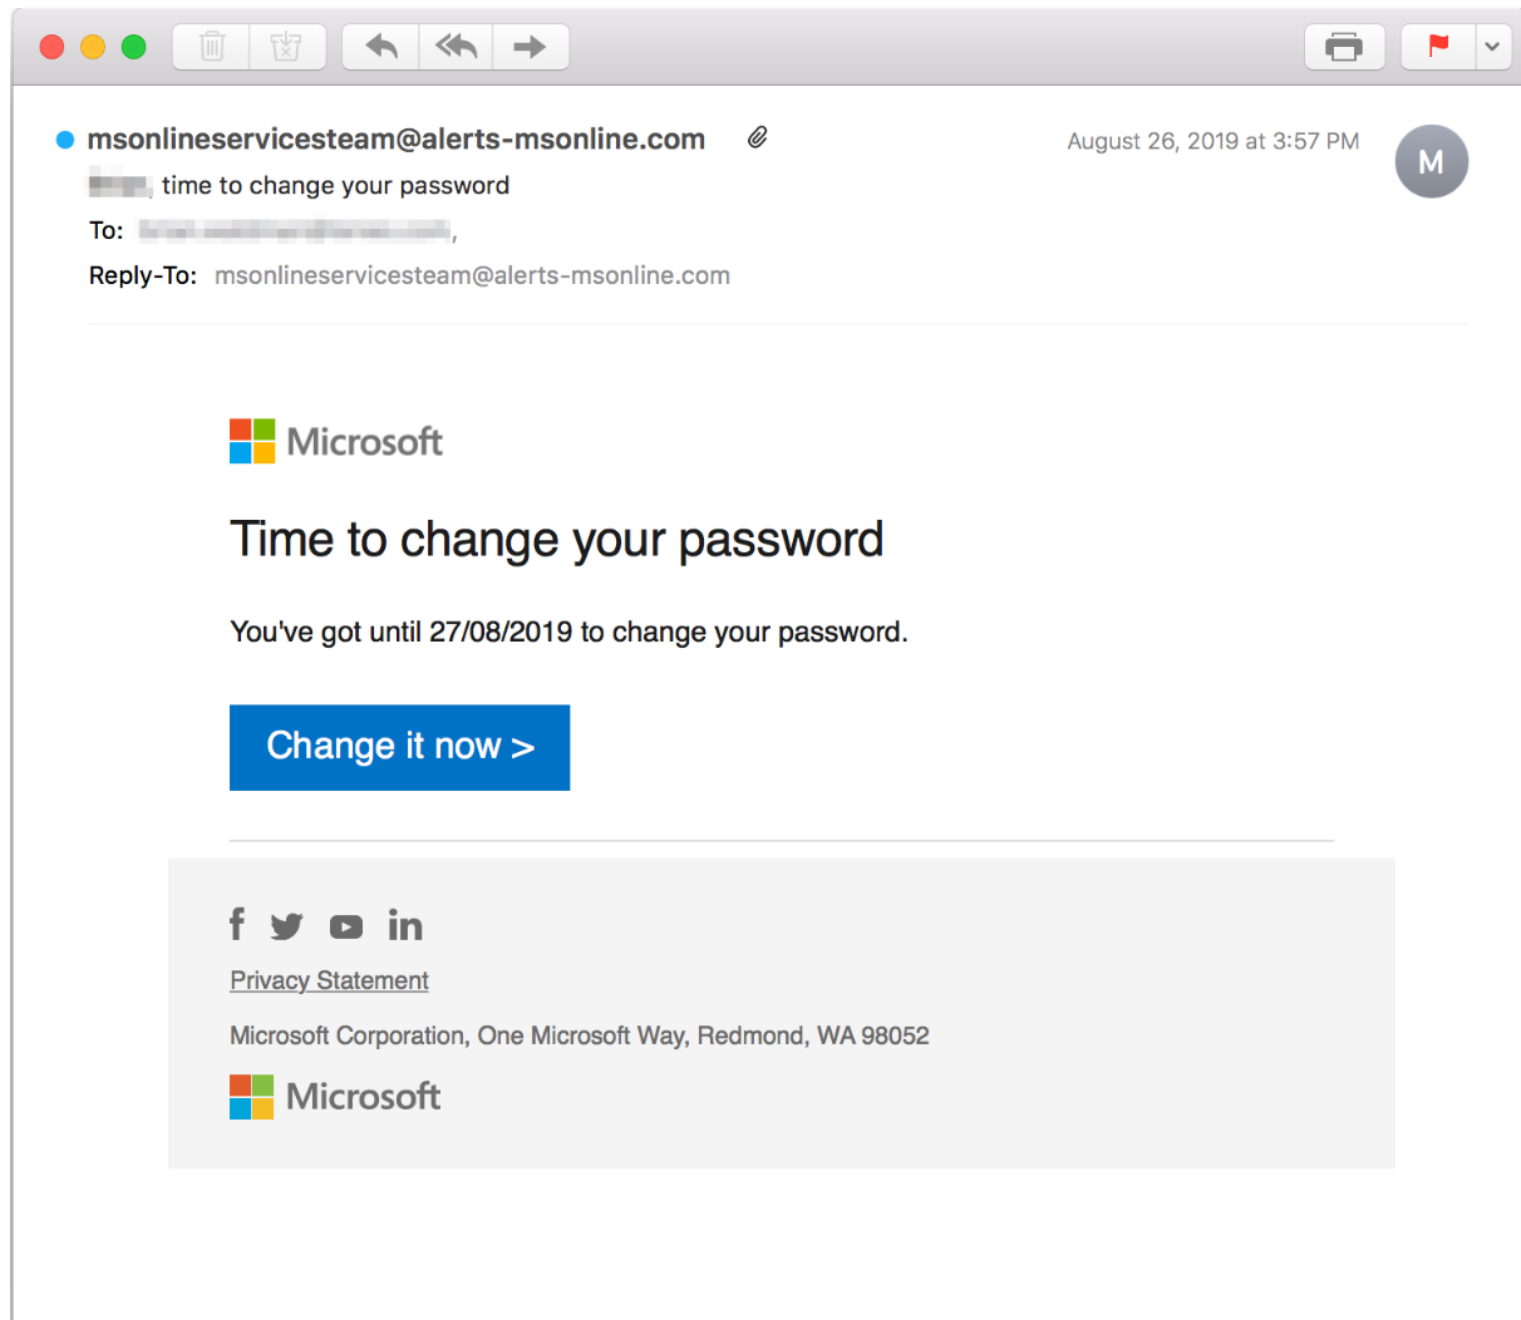 msonlineservicesteam@alerts-msonline.com
August 26, 2019 at 3:57 PM
M
, time to change your password
To: ,
Reply-To: msonlineservicesteam@alerts-msonline.com
Microsoft
Time to change your password
You've got until 27/08/2019 to change your password.
Change it now >
f in
Privacy Statement
Microsoft Corporation, One Microsoft Way, Redmond, WA 98052
Microsoft